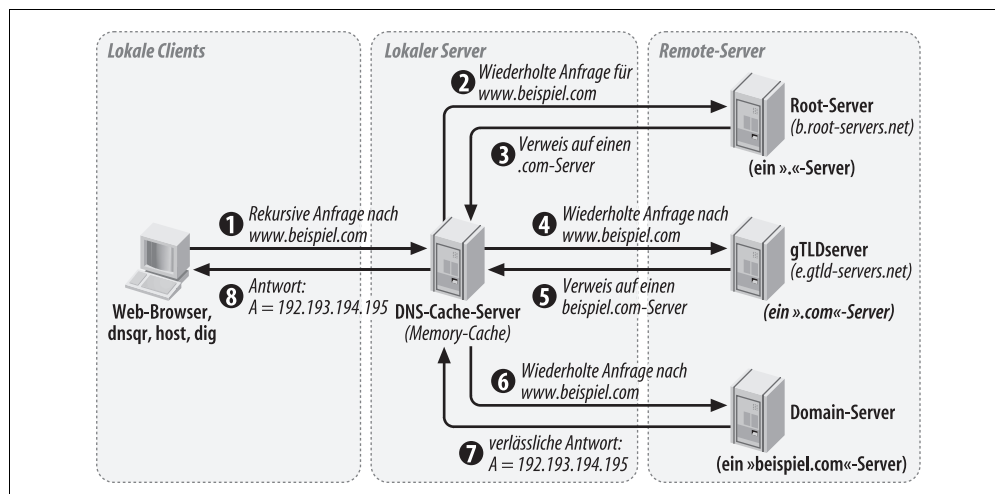 Lokale Clients
Lokaler Server
Remote-Server
2 Wiederholte Anfrage für
www.beispiel.com
Root-Server
(b.root-servers.net)
3 Verweis auf einen
.com-Server
(ein ».«-Server)
1 Rekursive Anfrage nach
www.beispiel.com
4 Wiederholte Anfrage nach
www.beispiel.com
gTLDserver
(e.gtld-servers.net)
8 Antwort:
A = 192.193.194.195
5 Verweis auf einen
beispiel.com-Server
Web-Browser,
dnsqr, host, dig
DNS-Cache-Server
(Memory-Cache)
(ein ».com«-Server)
6 Wiederholte Anfrage nach
www.beispiel.com
Domain-Server
7 verlässliche Antwort:
A = 192.193.194.195
(ein »beispiel.com«-Server)